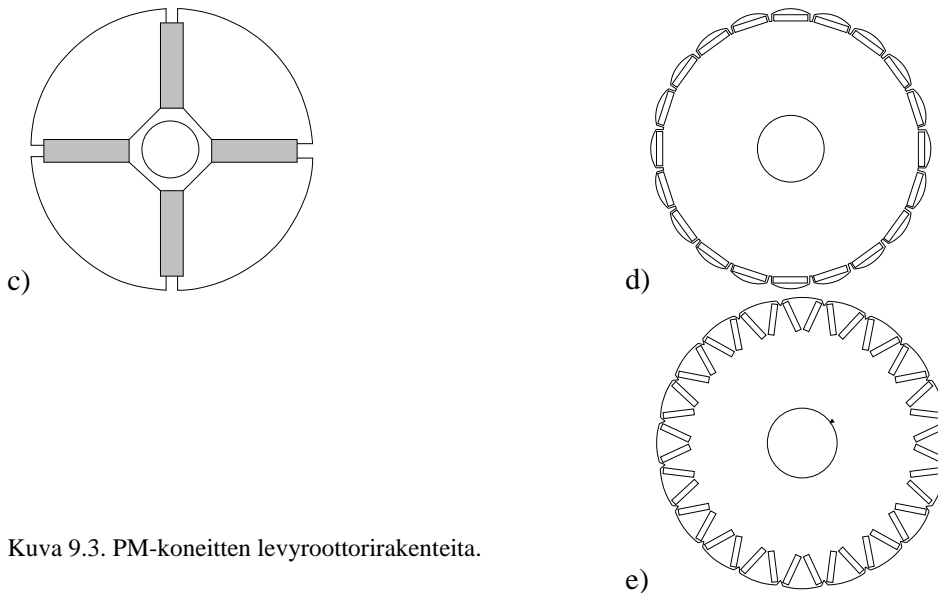 c)
d)
Kuva 9.3. PM-koneitten levyroottorirakenteita.
e)